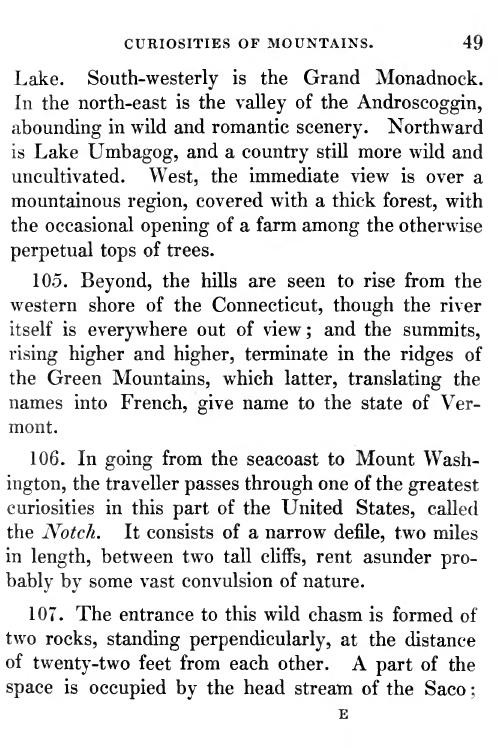 CURIOSITIES OF MOUNTAINS. 49
Lake. South-westerly is the Grand Monadnock.
In the north-east is the valley of the Androscoggin,
abounding in wild and romantic scenery. Northward
is Lake Umbagog, and a country still more wild and
uncultivated. West, the immediate view is over a
mountainous region, covered with a thick forest, with
the occasional opening of a farm among the otherwise
perpetual tops of trees.
105. Beyond, the hills are seen to rise from the
western shore of the Connecticut, though the river
itself is everywhere out of view; and the summits,
rising higher and higher, terminate in the ridges of
the Green Mountains, which latter, translating the
names into French, give name to the state of Ver-
mont.
106. In going from the seacoast to Mount Wash-
ington, the traveller passes through one of the greatest
curiosities in this part of the United States, called
the Notch. It consists of a narrow defile, two miles
in length, between two tall cliffs, rent asunder pro-
bably by some vast convulsion of nature.
107. The entrance to this wild chasm is formed of
two rocks, standing perpendicularly, at the distance
of twenty-two feet from each other. A part of the
space is occupied by the head stream of the Saco;
E